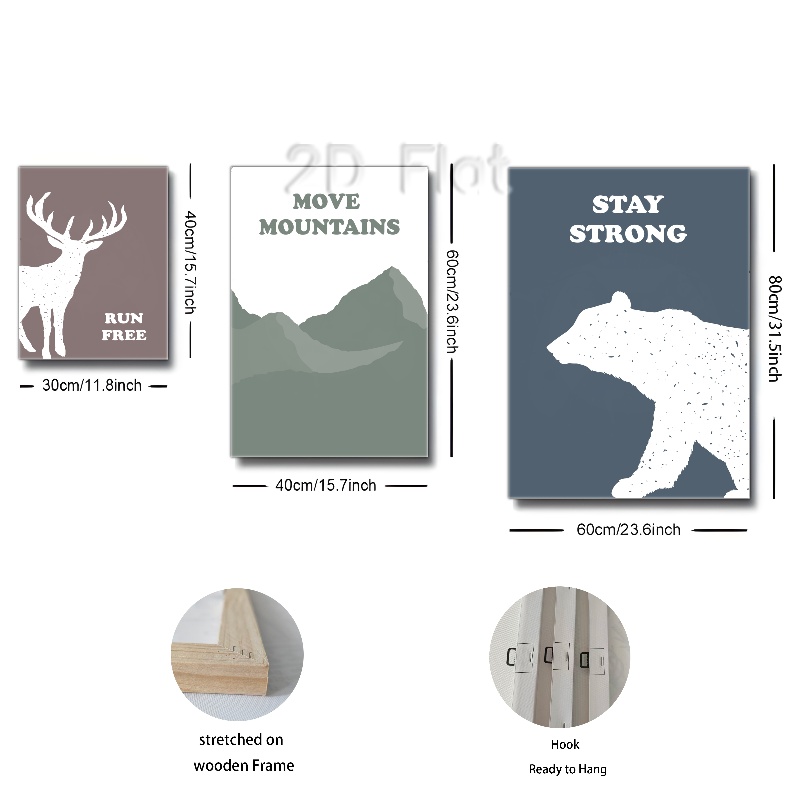 2D Flat
RUN
FREE
40cm/15.7inch
30cm/11.8inch
MOVE
MOUNTAINS
60cm/23.6inch
40cm/15.7inch
STAY
STRONG
80cm/31.5inch
60cm/23.6inch
stretched on
wooden Frame
Hook
Ready to Hang